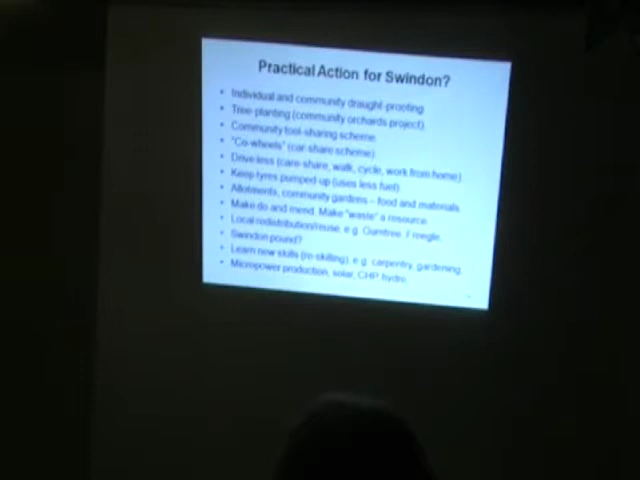 Practical Action for Swindon?
• Individual and community draught-proofing
• Tree-planting (community orchards project)
• Community tool-sharing scheme
• "Co-wheels" (car-share scheme)
• Drive less (care-share, walk, cycle, work from home)
• Keep tyres pumped-up (uses less fuel)
• Allotments, community gardens – food and materials
• Make do and mend. Make "waste" a resource.
• Local redistribution/reuse, e.g. Gumtree. Freegle.
• Swindon pound?
• Learn new skills (re-skilling), e.g. carpentry, gardening,
• Micropower production, solar, CHP, hydro